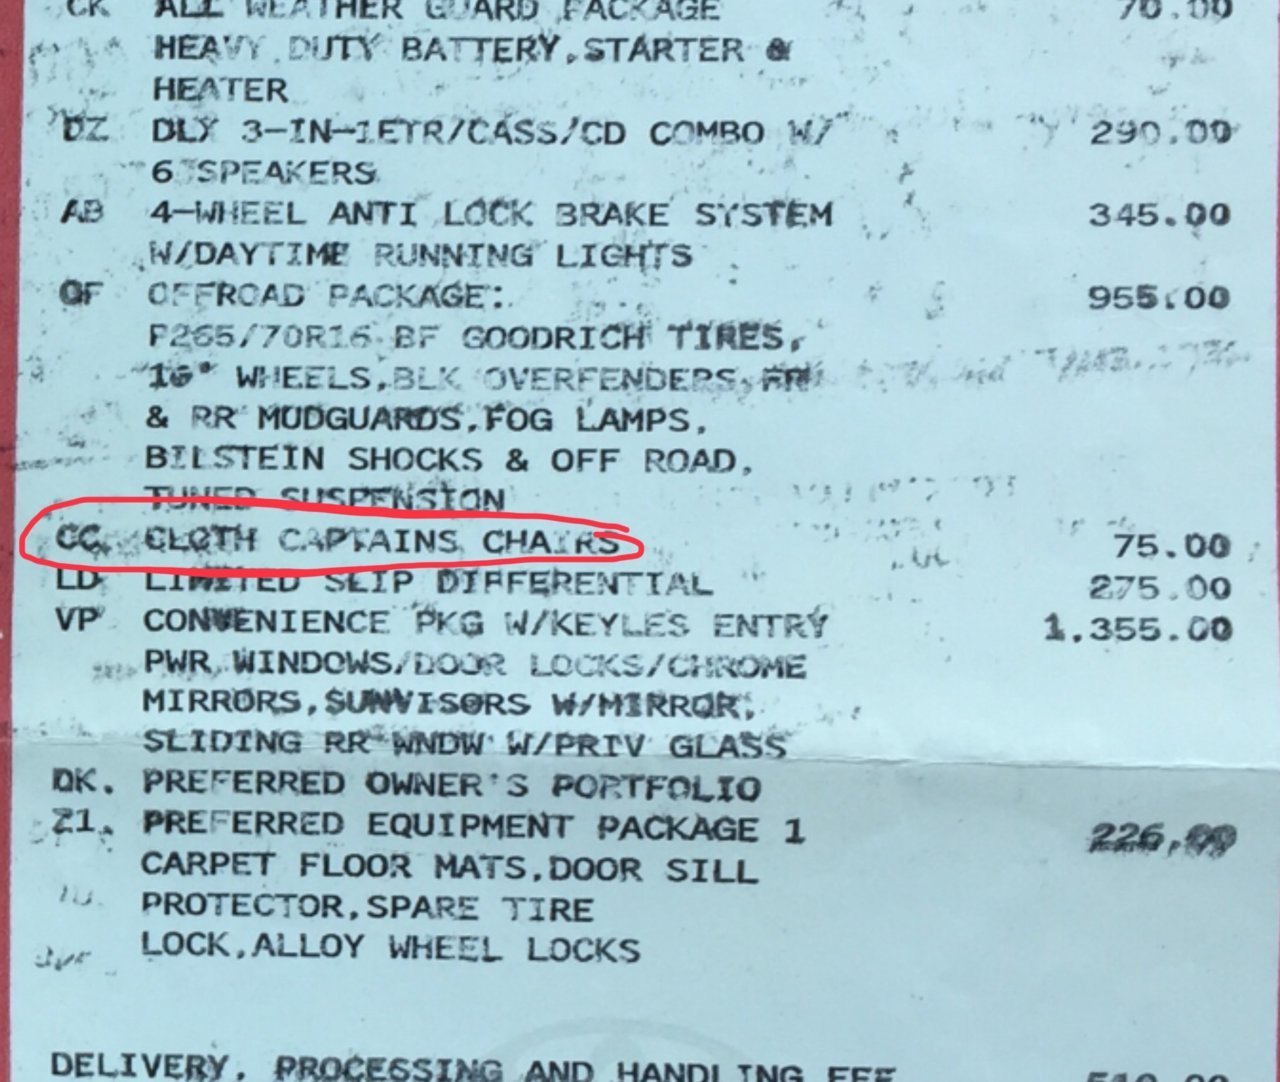 CK ALL WEATHER GUARD PACKAGE 70.00
HEAVY DUTY BATTERY,STARTER &
HEATER
DZ DLX 3-IN-1ETR/CASS/CD COMBO W/ 290.00
6 SPEAKERS
AB 4-WHEEL ANTI LOCK BRAKE SYSTEM 345.00
W/DAYTIME RUNNING LIGHTS
OF OFFROAD PACKAGE: 955.00
P265/70R16 BF GOODRICH TIRES,
16" WHEELS,BLK OVERFENDERS,FR
& RR MUDGUARDS,FOG LAMPS,
BILSTEIN SHOCKS & OFF ROAD,
TUNED SUSPENSION
CC CLOTH CAPTAINS CHAIRS 75.00
LD LIMITED SLIP DIFFERENTIAL 275.00
VP CONVENIENCE PKG W/KEYLES ENTRY 1,355.00
PWR WINDOWS/DOOR LOCKS/CHROME
MIRRORS,SUNVISORS W/MIRROR,
SLIDING RR WNDW W/PRIV GLASS
DK. PREFERRED OWNER'S PORTFOLIO
Z1. PREFERRED EQUIPMENT PACKAGE 1 226.00
CARPET FLOOR MATS,DOOR SILL
PROTECTOR,SPARE TIRE
LOCK,ALLOY WHEEL LOCKS
DELIVERY, PROCESSING AND HANDLING FEE